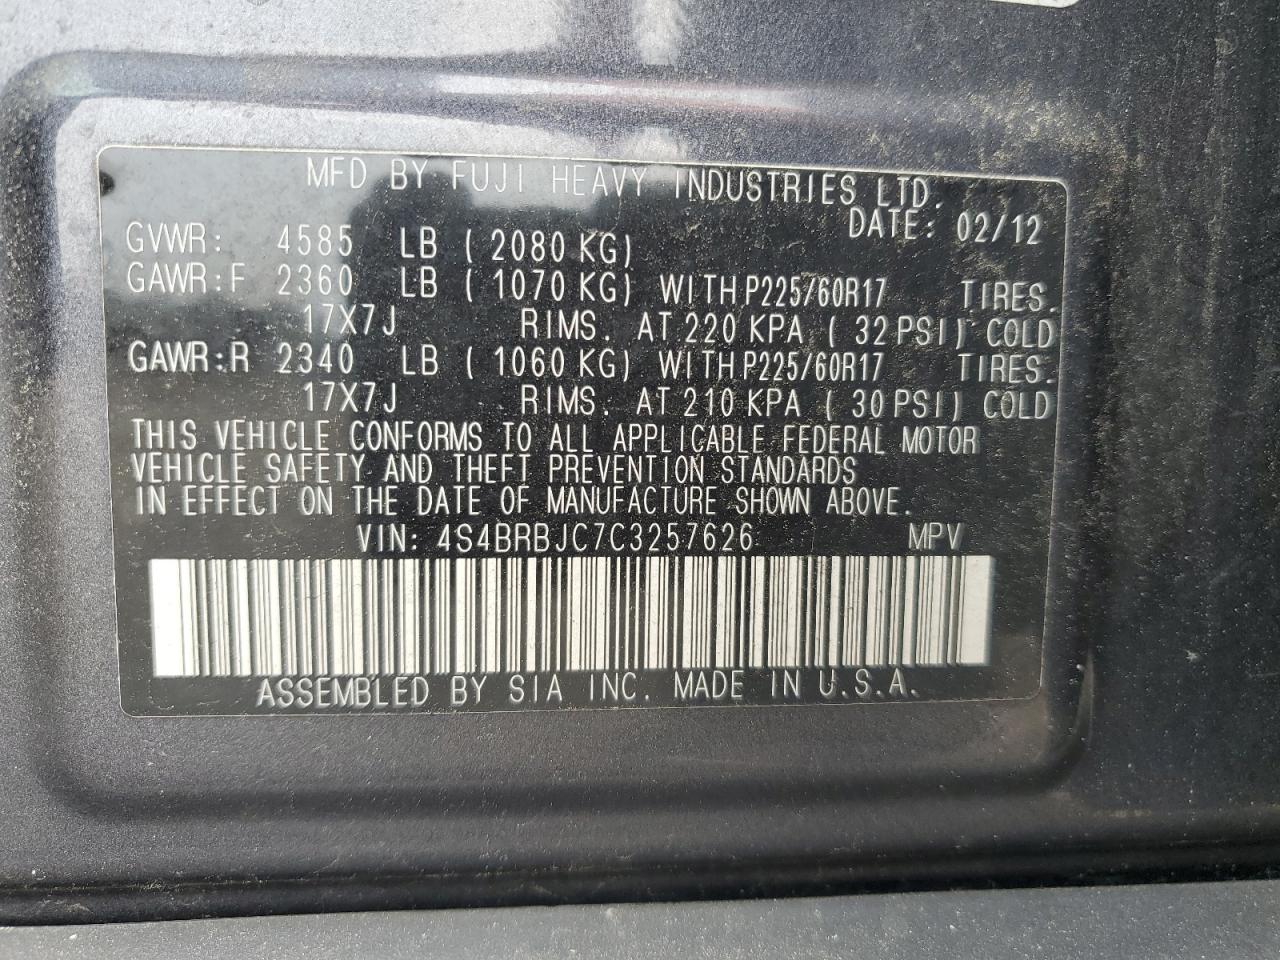 MFD BY FUJI HEAVY INDUSTRIES LTD.
DATE: 02/12
GVWR: 4585 LB ( 2080 KG)
GAWR:F 2360 LB ( 1070 KG) WITH P225/60R17 TIRES.
17X7J RIMS. AT 220 KPA ( 32 PSI) COLD
GAWR:R 2340 LB ( 1060 KG) WITH P225/60R17 TIRES.
17X7J RIMS. AT 210 KPA ( 30 PSI) COLD
THIS VEHICLE CONFORMS TO ALL APPLICABLE FEDERAL MOTOR
VEHICLE SAFETY AND THEFT PREVENTION STANDARDS
IN EFFECT ON THE DATE OF MANUFACTURE SHOWN ABOVE.
VIN: 4S4BRBJC7C3257626 MPV
ASSEMBLED BY SIA INC. MADE IN U.S.A.